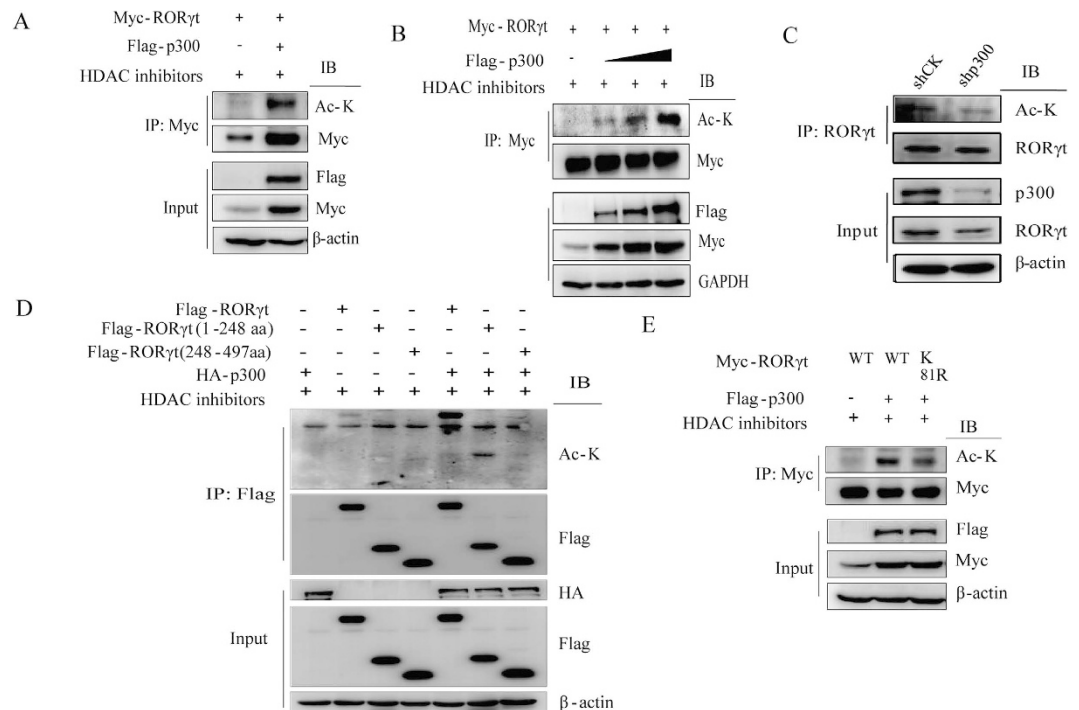 A
Myc-RORγt + +
Flag-p300 - +
HDAC inhibitors + +
IB
IP: Myc
Ac-K
Myc
Input
Flag
Myc
β-actin
B
Myc-RORγt + + + +
Flag-p300 -
HDAC inhibitors + + + +
IB
IP: Myc
Ac-K
Myc
Input
Flag
Myc
GAPDH
C
shCK shp300
IB
IP: RORγt
Ac-K
RORγt
Input
p300
RORγt
β-actin
D
Flag-RORγt - + - - + - -
Flag-RORγt(1-248 aa) - - + - - + -
Flag-RORγt(248-497aa) - - - + - - +
HA-p300 + - - - + + +
HDAC inhibitors + + + + + + +
IB
IP: Flag
Ac-K
Flag
Input
HA
Flag
β-actin
E
Myc-RORγt WT WT K
81R
Flag-p300 - + +
HDAC inhibitors + + +
IB
IP: Myc
Ac-K
Myc
Input
Flag
Myc
β-actin